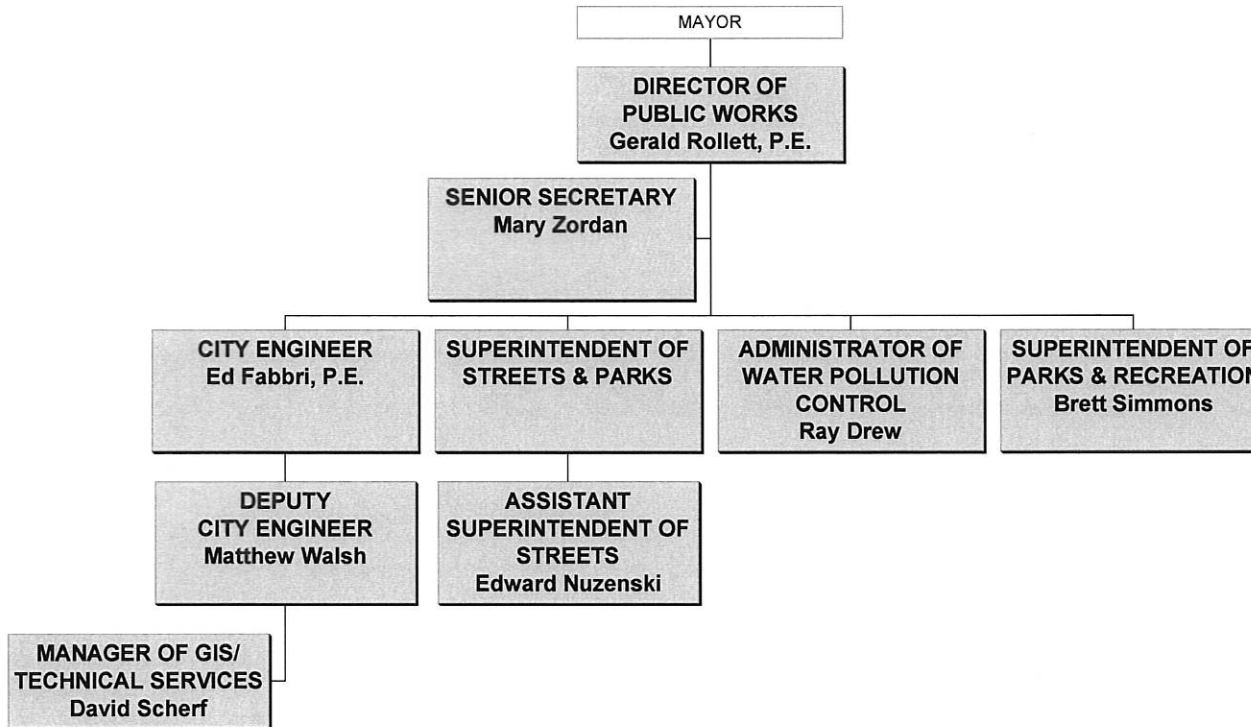 MAYOR
DIRECTOR OF
PUBLIC WORKS
Gerald Rollett, P.E.
SENIOR SECRETARY
Mary Zordan
CITY ENGINEER
Ed Fabbri, P.E.
SUPERINTENDENT OF
STREETS & PARKS
ADMINISTRATOR OF
WATER POLLUTION
CONTROL
Ray Drew
SUPERINTENDENT OF
PARKS & RECREATION
Brett Simmons
DEPUTY
CITY ENGINEER
Matthew Walsh
ASSISTANT
SUPERINTENDENT OF
STREETS
Edward Nuzenski
MANAGER OF GIS/
TECHNICAL SERVICES
David Scherf